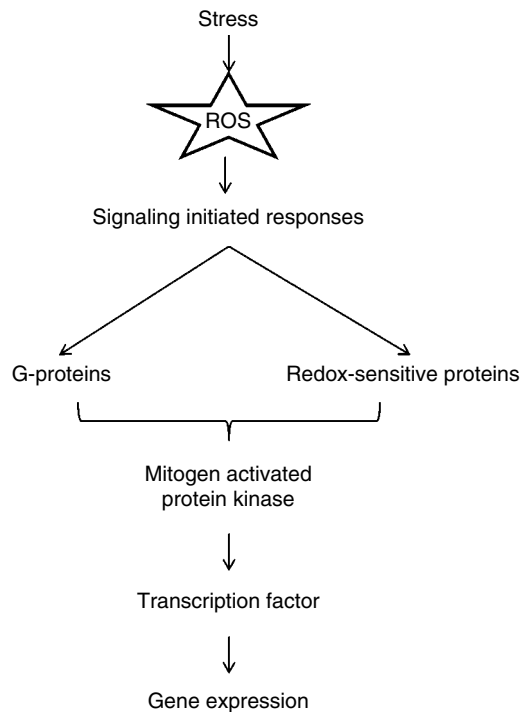 Stress
ROS
Signaling initiated responses
G-proteins
Redox-sensitive proteins
Mitogen activated
protein kinase
Transcription factor
Gene expression